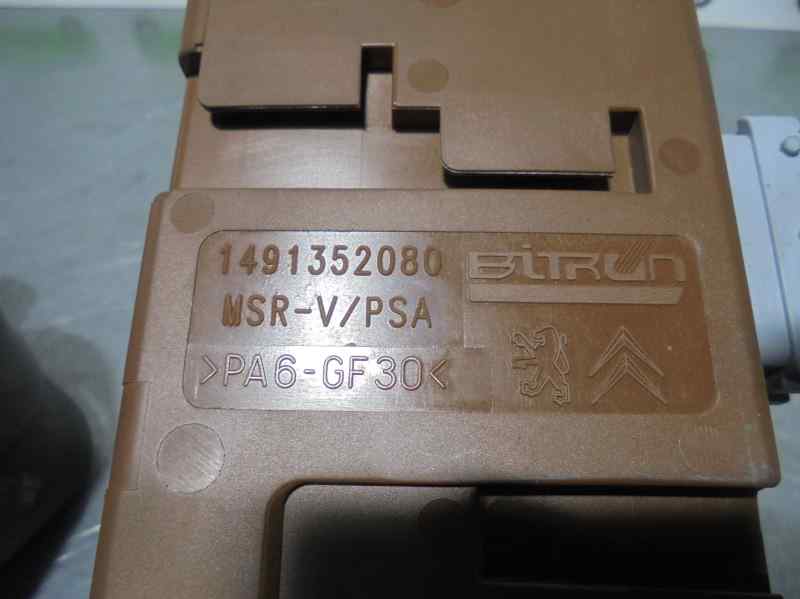 1491352080 BiTRON
MSR-V/PSA
>PA6-GF30<